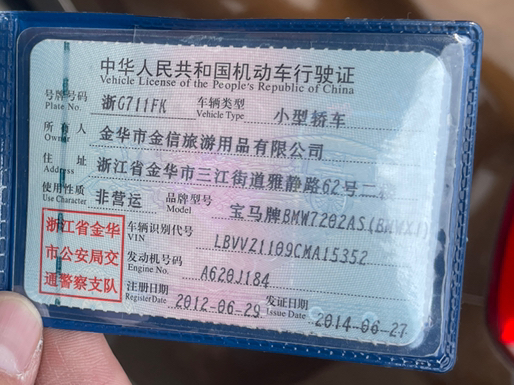 中华人民共和国机动车行驶证
Vehicle License of the People's Republic of China
号牌号码 浙G711FK 车辆类型 小型轿车
Plate No. Vehicle Type
所有人 金华市金信旅游用品有限公司
Owner
住址 浙江省金华市三江街道雅静路62号二楼
Address
使用性质 非营运 品牌型号 宝马牌BMW7202AS(BMWX1)
Use Character Model
浙江省金华
市公安局交
通警察支队
车辆识别代号 LBVVZ1109CMA15352
VIN
发动机号码 A620J184
Engine No.
注册日期 2012-06-29 发证日期 2014-06-27
Register Date Issue Date